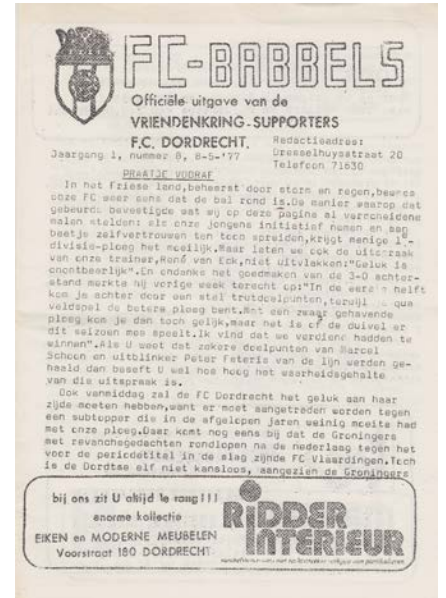 FC-BABBELS
Officiële uitgave van de
VRIENDENKRING-SUPPORTERS
F.C. DORDRECHT.
Redactieadres:
Dresselhuysstraat 20
Telefoon 71630
Jaargang 1, nummer 8, 8-5-'77
PRAATJE VOORAF
In het Friese land,beheerst door storm en regen,bewees
onze FC weer eens dat de bal rond is.De manier waarop dat
gebeurde bevestigde wat wij op deze pagina al verscheidene
malen stelden: als onze jongens initiatief nemen en een
beetje zelfvertrouwen ten toon spreiden,krijgt menige 1e-
divisie-ploeg het moeilijk.Maar laten we ook de uitspraak
van onze trainer,René van Eck,niet uitvlakken:"Geluk is
onontbeerlijk".En ondanks het goedmaken van de 3-0 achter-
stand merkte hij vorige week terecht op:"In de eerste helft
kom je achter door een stel trutdoelpunten,terwijl je qua
veldspel de betere ploeg bent.Met een zwaar gehavende
ploeg kom je dan toch gelijk,maar het is of de duivel er
dit seizoen mee speelt.Ik vind dat we verdiend hadden te
winnen".Als U weet dat zekere doelpunten van Marcel
Schoon en uitblinker Peter Feteris van de lijn werden ge-
haald dan beseft U wel hoe hoog het waarheidsgehalte
van die uitspraak is.
Ook vanmiddag zal de FC Dordrecht het geluk aan haar
zijde moeten hebben,want er moet aangetreden worden tegen
een subtopper die in de afgelopen jaren weinig moeite had
met onze ploeg.Daar komt nog eens bij dat de Groningers
met revanchegedachten rondlopen na de nederlaag tegen het
voor de periodetitel in de slag zijnde FC Vlaardingen.Toch
is de Dordtse elf niet kansloos, aangezien de Groningers
bij ons zit U altijd te rang!!!
enorme kollectie
EIKEN en MODERNE MEUBELEN
Voorstraat 180 DORDRECHT
RIDDER
INTERIEUR